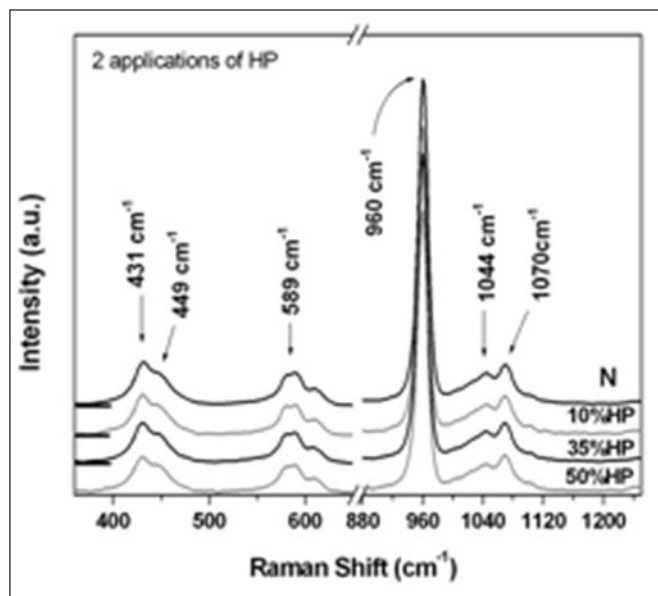 2 applications of HP
Intensity (a.u.)
431 cm⁻¹
449 cm⁻¹
589 cm⁻¹
960 cm⁻¹
1044 cm⁻¹
1070cm⁻¹
N
10%HP
35%HP
50%HP
400 500 600 880 960 1040 1120 1200
Raman Shift (cm⁻¹)